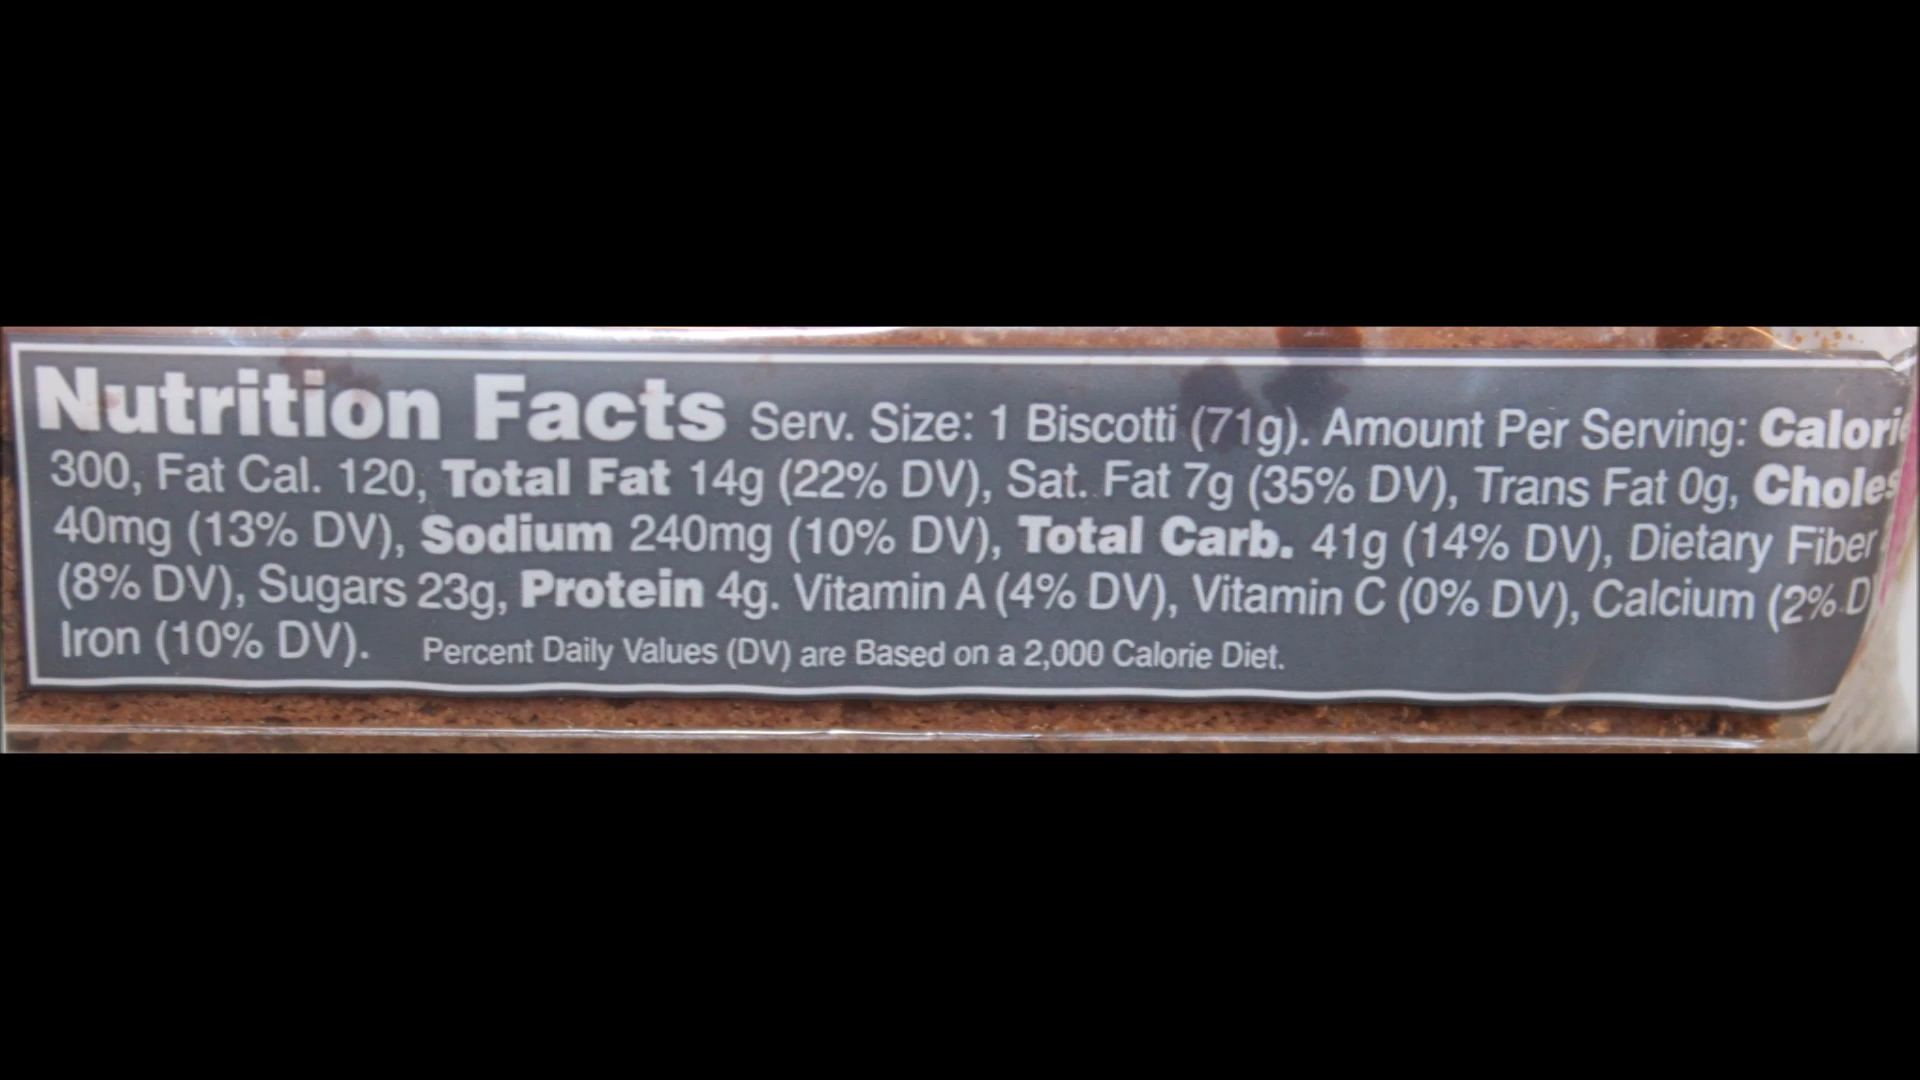 Nutrition Facts Serv. Size: 1 Biscotti (71g). Amount Per Serving: Calorie
300, Fat Cal. 120, Total Fat 14g (22% DV), Sat. Fat 7g (35% DV), Trans Fat 0g, Choles
40mg (13% DV), Sodium 240mg (10% DV), Total Carb. 41g (14% DV), Dietary Fiber
(8% DV), Sugars 23g, Protein 4g. Vitamin A (4% DV), Vitamin C (0% DV), Calcium (2% D
Iron (10% DV). Percent Daily Values (DV) are Based on a 2,000 Calorie Diet.